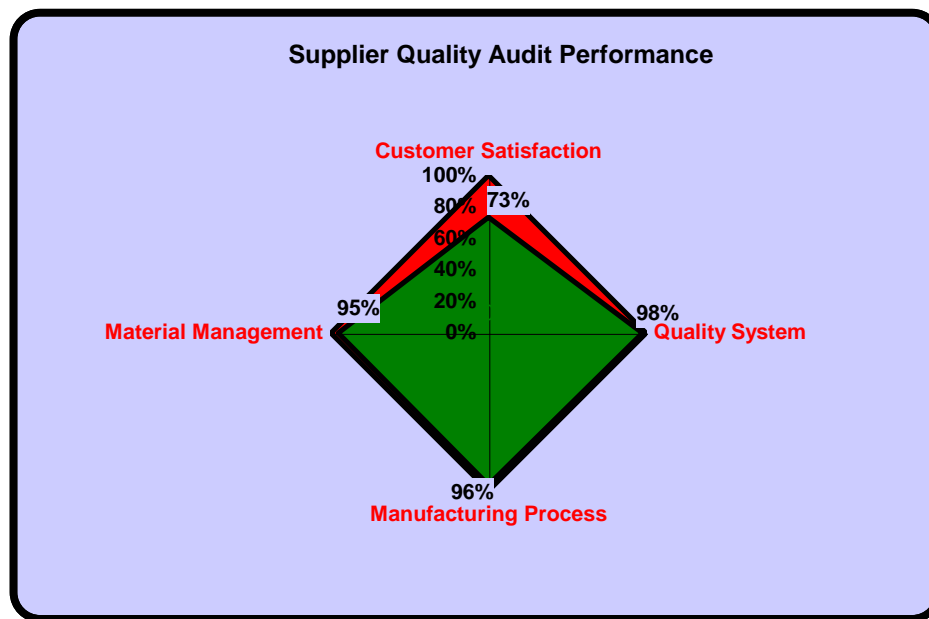 Supplier Quality Audit Performance
Customer Satisfaction
100%
80%
73%
60%
40%
95%
20%
98%
Material Management
0%
Quality System
96%
Manufacturing Process